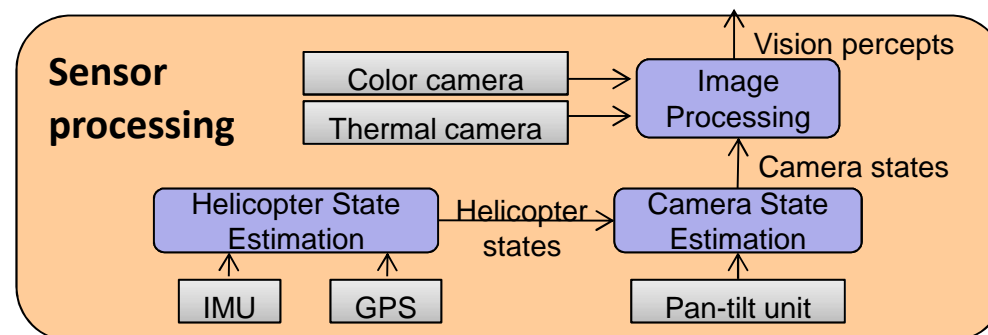 Sensor
processing
Vision percepts
Color camera
Thermal camera
Image
Processing
Camera states
Helicopter State
Estimation
Helicopter
states
Camera State
Estimation
IMU
GPS
Pan-tilt unit